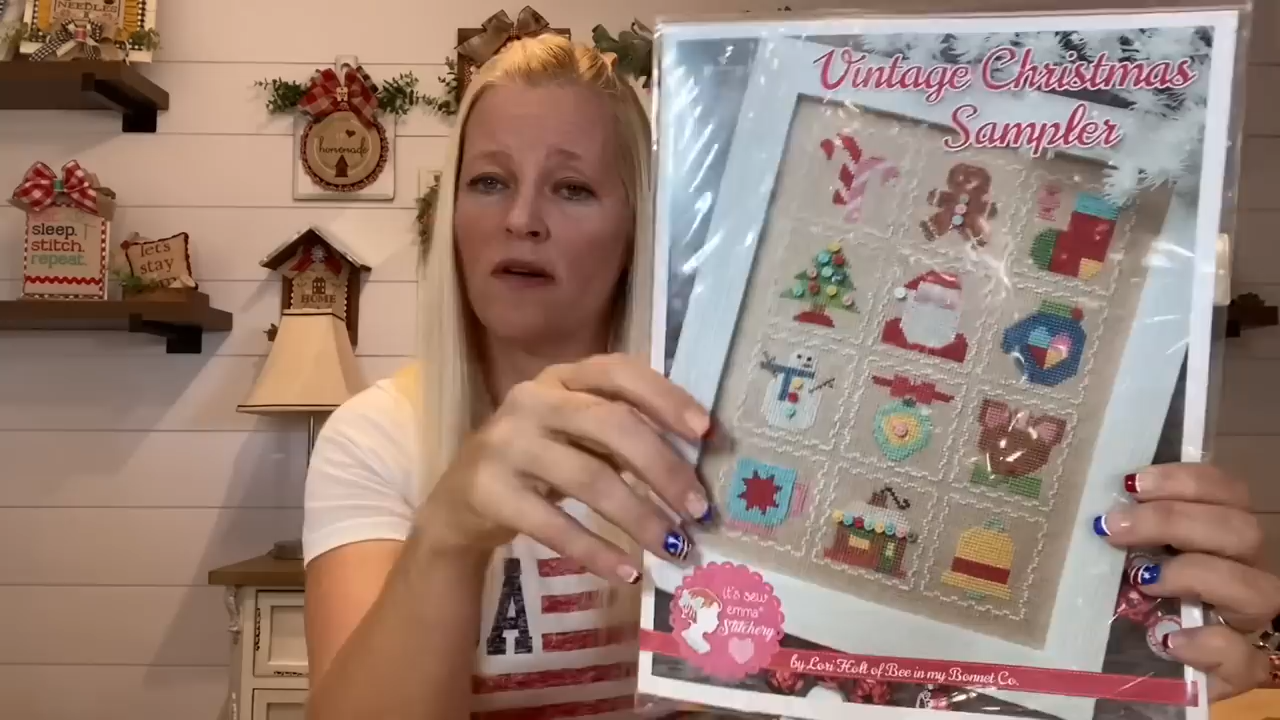 NEEDLES
homemade
sleep.
stitch.
repeat.
let's
stay
HOME
A
Vintage Christmas
Sampler
it's sew
emma
Stitchery
by Lori Holt of Bee in my Bonnet Co.